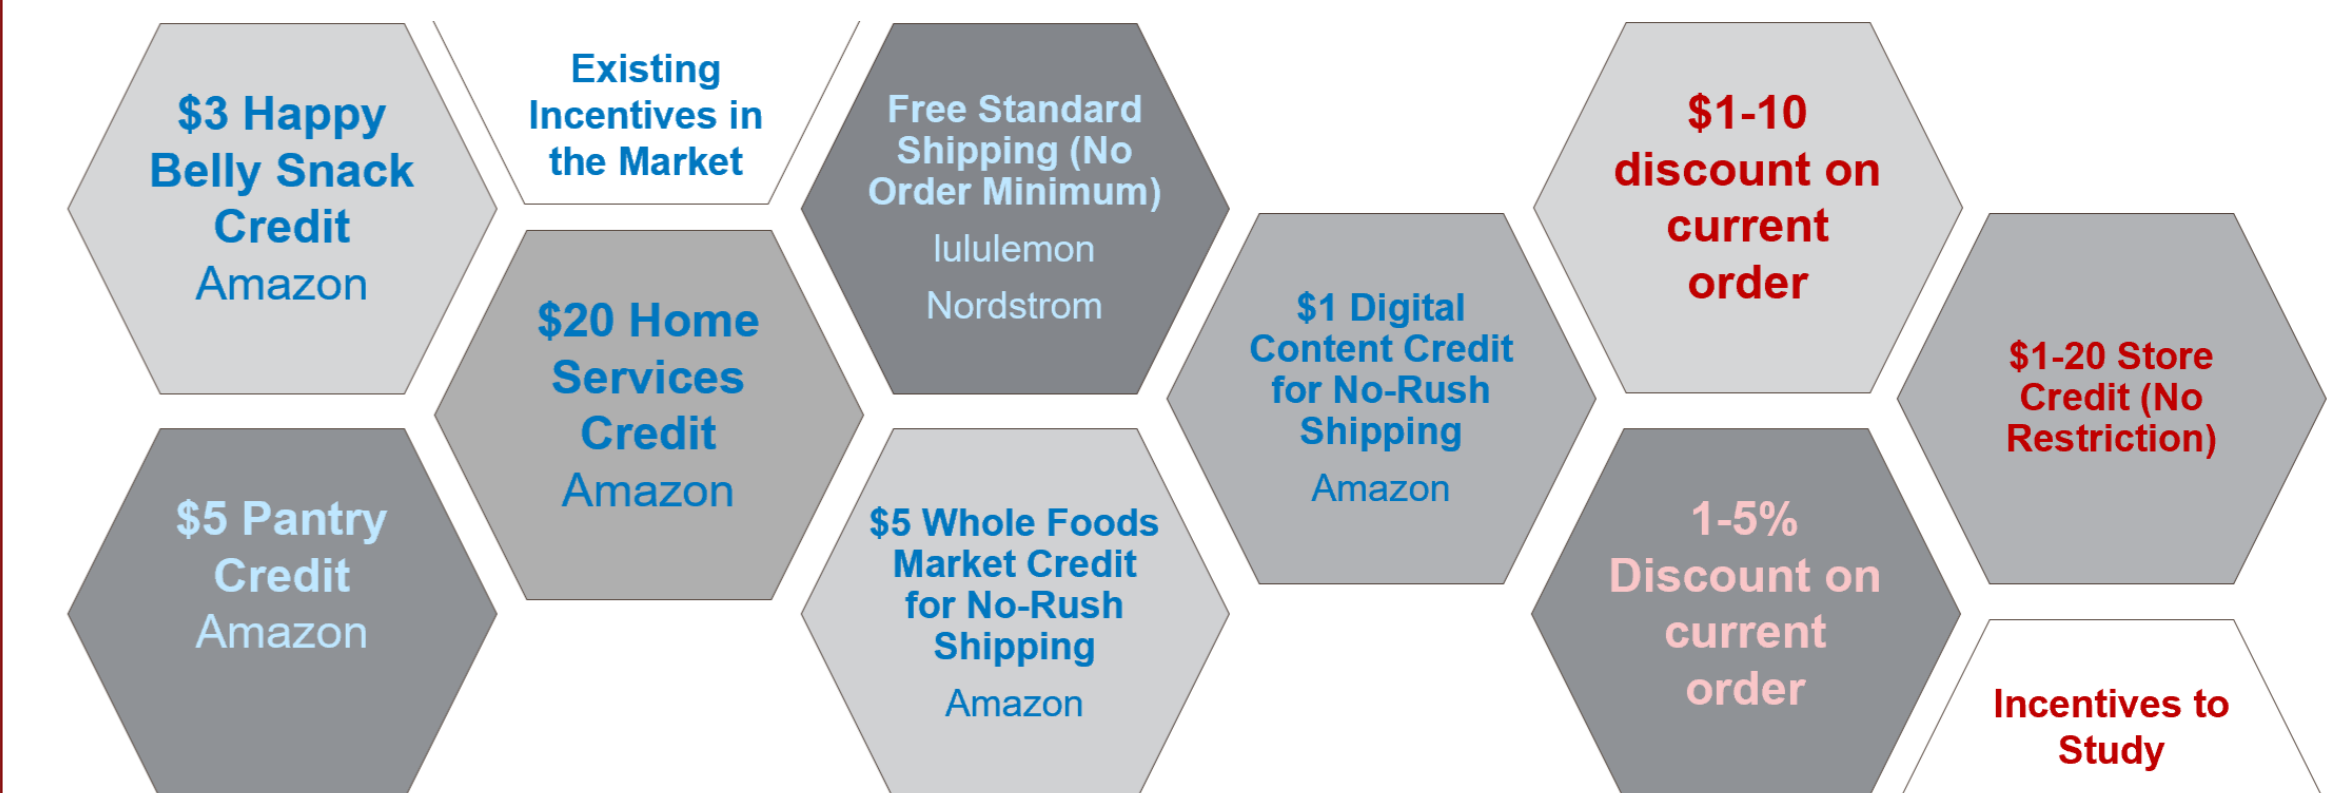 $3 Happy
Belly Snack
Credit
Amazon
Existing
Incentives in
the Market
Free Standard
Shipping (No
Order Minimum)
lululemon
Nordstrom
$1-10
discount on
current
order
$20 Home
Services
Credit
Amazon
$1 Digital
Content Credit
for No-Rush
Shipping
Amazon
$1-20 Store
Credit (No
Restriction)
$5 Pantry
Credit
Amazon
$5 Whole Foods
Market Credit
for No-Rush
Shipping
Amazon
1-5%
Discount on
current
order
Incentives to
Study